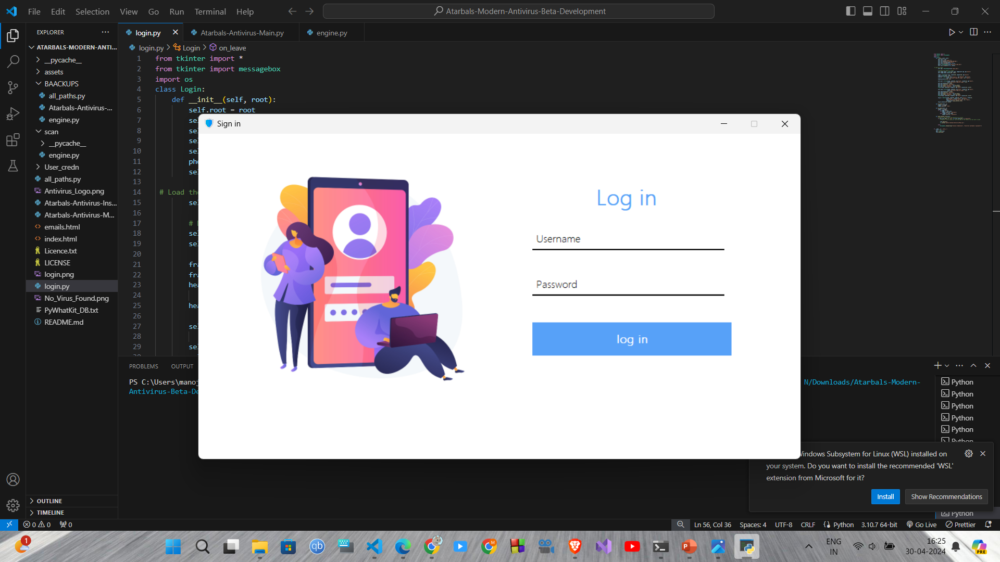 File Edit Selection View Go Run Terminal Help
Atarbals-Modern-Antivirus-Beta-Development
EXPLORER
login.py
Atarbals-Antivirus-Main.py
engine.py
ATARBALS-MODERN-ANTI...
login.py > Login > on_leave
__pycache__
assets
BAACKUPS
all_paths.py
Atarbals-Antivirus-...
engine.py
scan
__pycache__
engine.py
User_credn
all_paths.py
Antivirus_Logo.png
Atarbals-Antivirus-Ins...
Atarbals-Antivirus-M...
emails.html
index.html
Licence.txt
LICENSE
login.png
login.py
No_Virus_Found.png
PyWhatKit_DB.txt
README.md
OUTLINE
TIMELINE
1 from tkinter import *
2 from tkinter import messagebox
3 import os
4 class Login:
5 def __init__(self, root):
6 self.root = root
7 se
8 se
9 se
10 se
11 pho
12 se
13
14 # Load the
15 se
16
17 #
18 se
19 se
20
21 fra
22 fra
23 hea
24
25 hea
26
27 se
28
29 se
Sign in
Log in
Username
Password
log in
PROBLEMS OUTPUT
PS C:\Users\manoj
N/Downloads/Atarbals-Modern-
Antivirus-Beta-De
Python
Python
Python
Python
Python
Python
Python
Windows Subsystem for Linux (WSL) installed on
your system. Do you want to install the recommended 'WSL'
extension from Microsoft for it?
Install
Show Recommendations
0 0 0
Ln 56, Col 36 Spaces: 4 UTF-8 CRLF Python 3.10.7 64-bit Go Live Prettier
1
qb
M
P
ENG
IN
16:25
30-04-2024
PRE